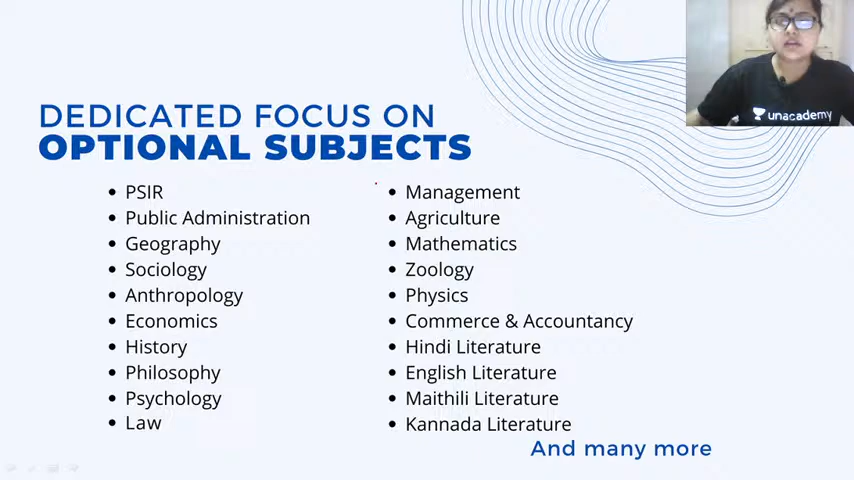 DEDICATED FOCUS ON
OPTIONAL SUBJECTS
PSIR
Public Administration
Geography
Sociology
Anthropology
Economics
History
Philosophy
Psychology
Law
Management
Agriculture
Mathematics
Zoology
Physics
Commerce & Accountancy
Hindi Literature
English Literature
Maithili Literature
Kannada Literature
And many more
unacademy